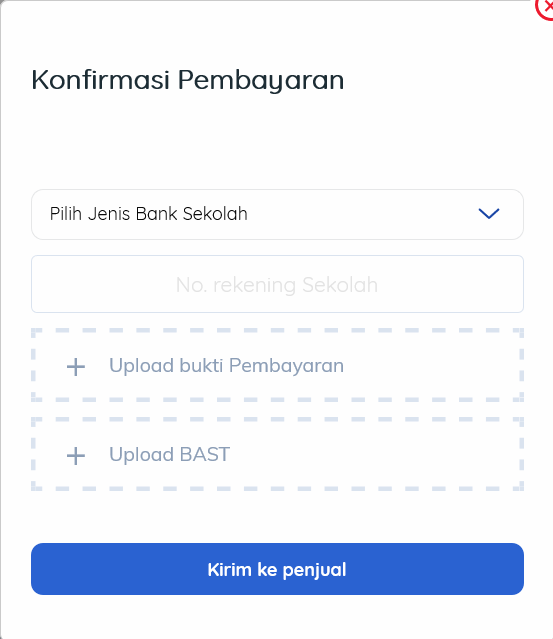 Konfirmasi Pembayaran
Pilih Jenis Bank Sekolah
No. rekening Sekolah
Upload bukti Pembayaran
Upload BAST
Kirim ke penjual